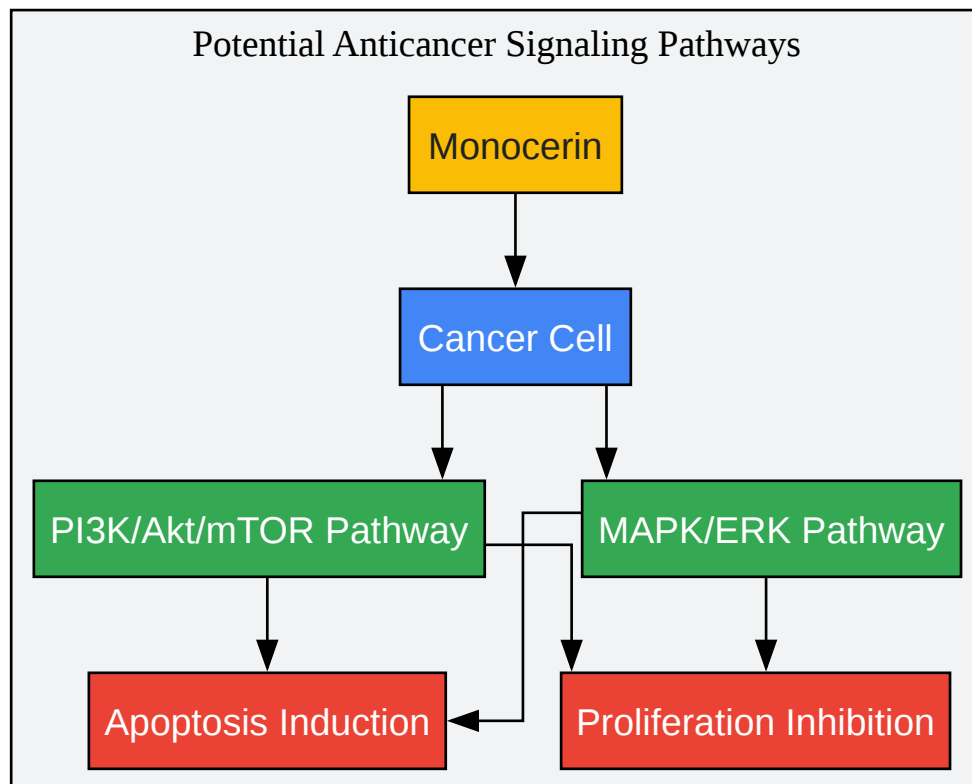 Potential Anticancer Signaling Pathways
Monocerin
Cancer Cell
PI3K/Akt/mTOR Pathway
MAPK/ERK Pathway
Apoptosis Induction
Proliferation Inhibition